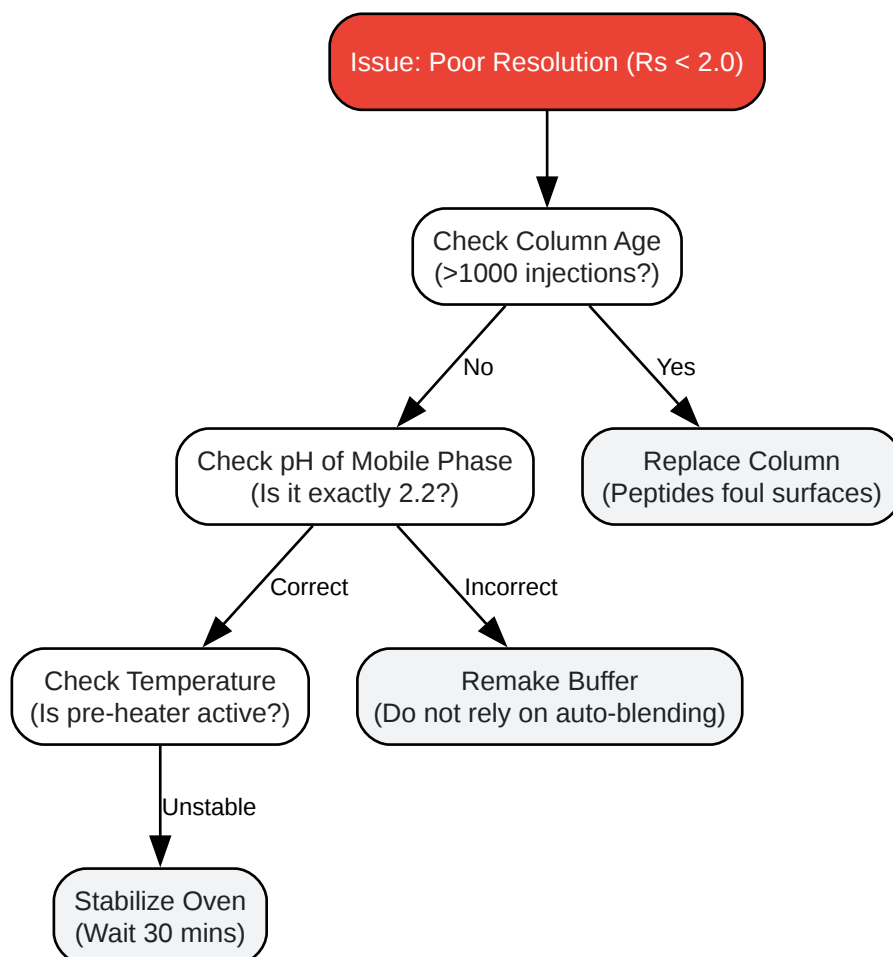 Issue: Poor Resolution (Rs < 2.0)
Check Column Age
(>1000 injections?)
No
Yes
Check pH of Mobile Phase
(Is it exactly 2.2?)
Replace Column
(Peptides foul surfaces)
Correct
Incorrect
Check Temperature
(Is pre-heater active?)
Remake Buffer
(Do not rely on auto-blending)
Unstable
Stabilize Oven
(Wait 30 mins)